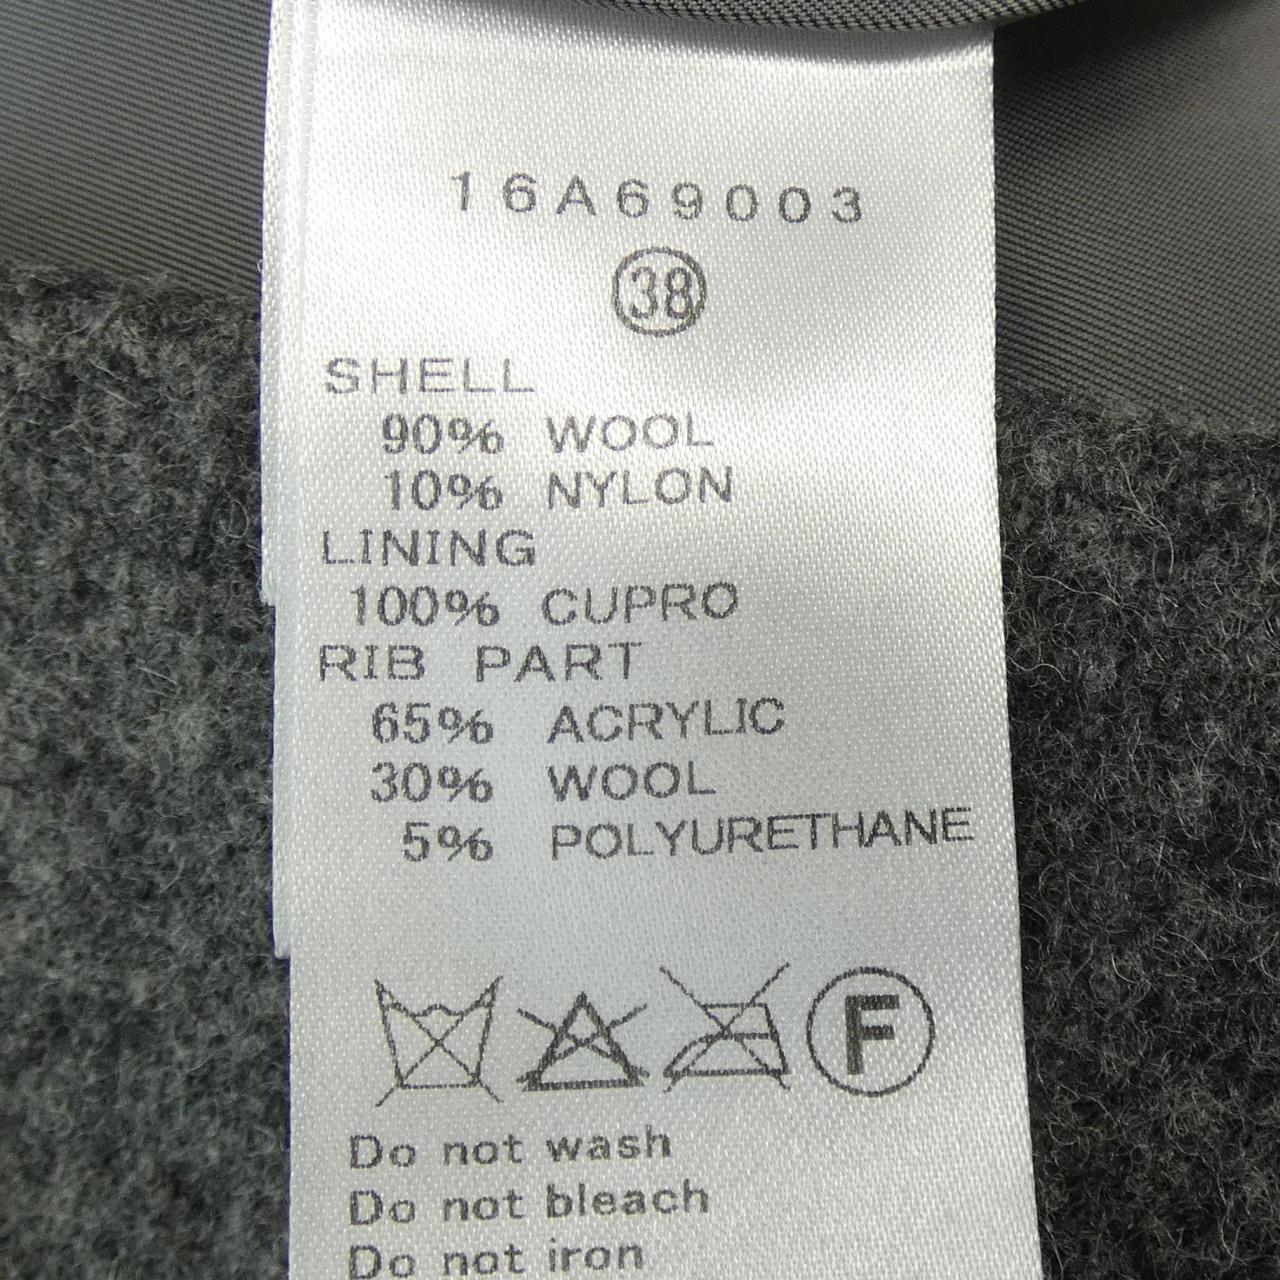 16A69003
38
SHELL
90% WOOL
10% NYLON
LINING
100% CUPRO
RIB PART
65% ACRYLIC
30% WOOL
5% POLYURETHANE
F
Do not wash
Do not bleach
Do not iron